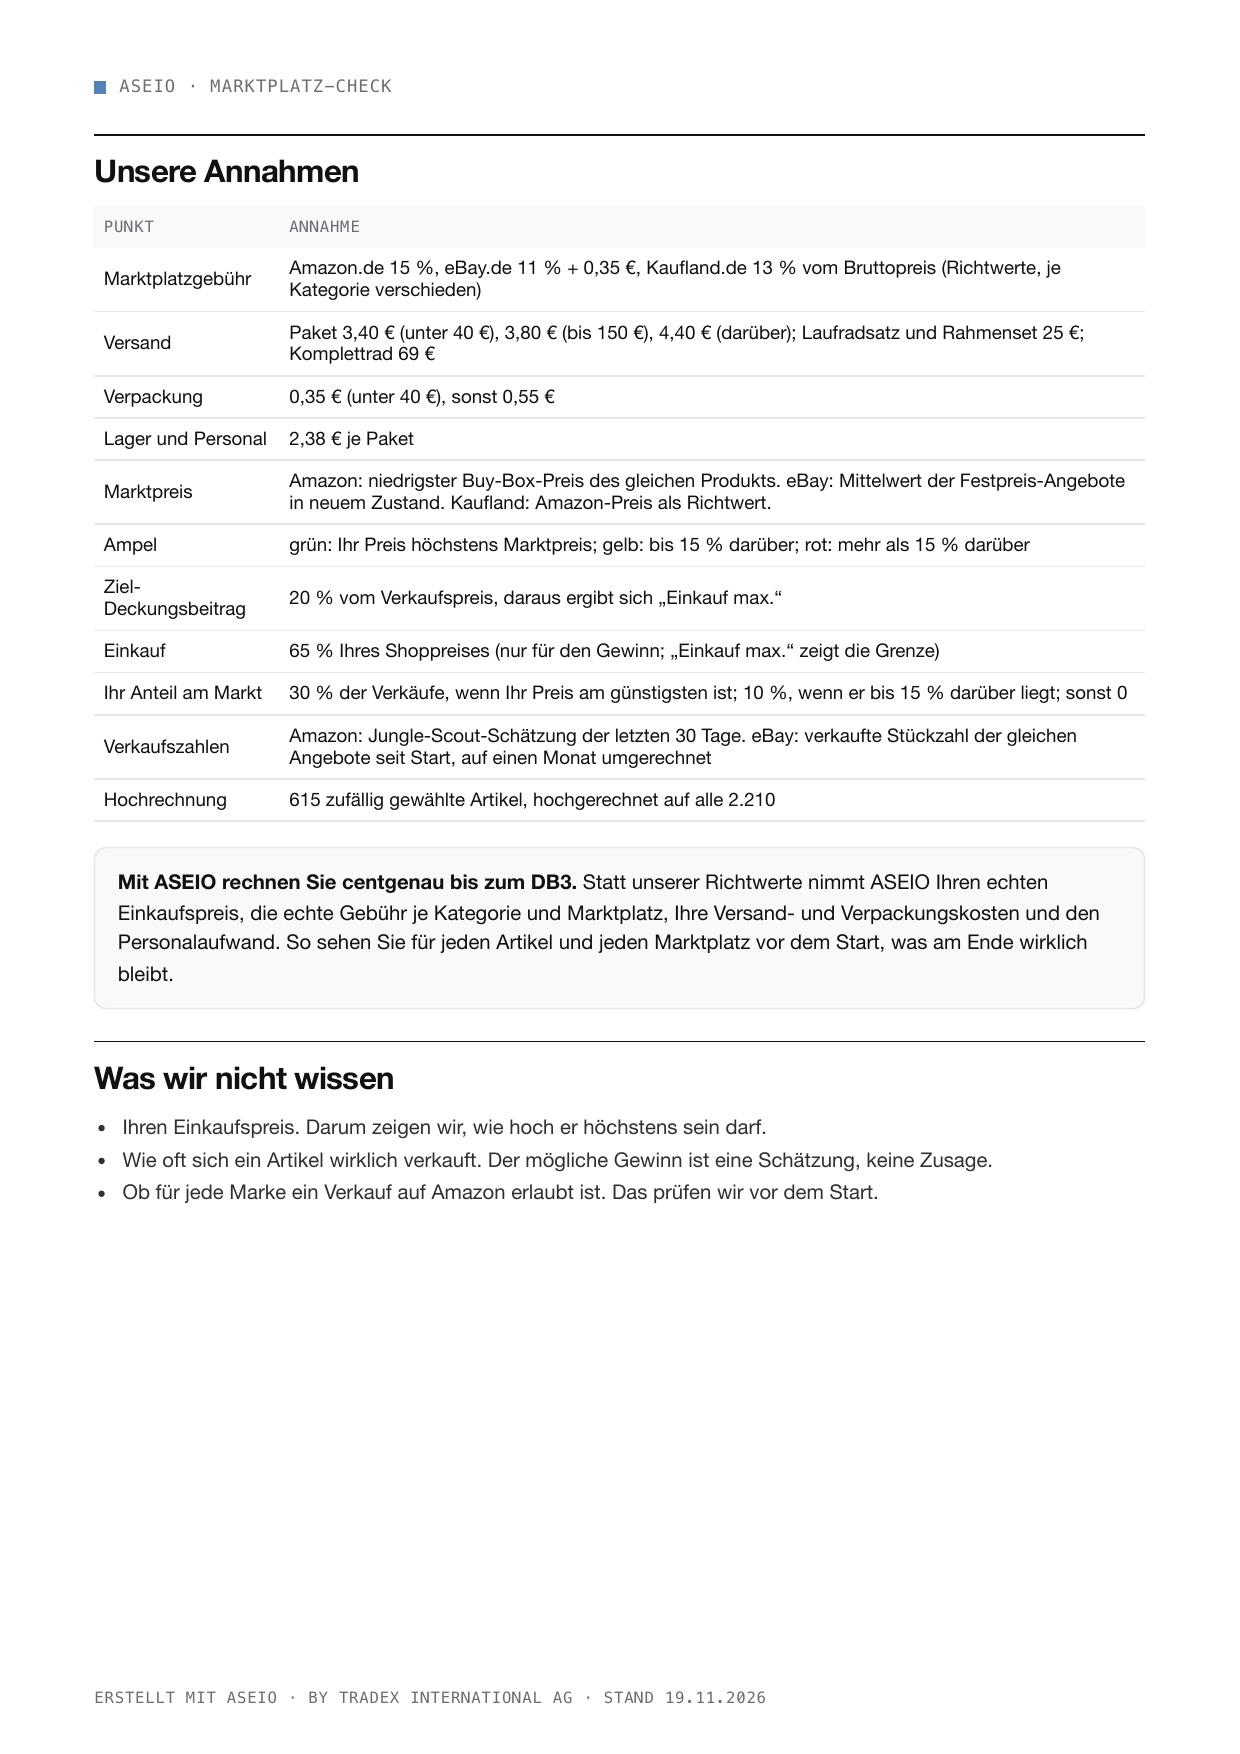 ASEIO · MARKTPLATZ–CHECK
Unsere Annahmen
PUNKT ANNAHME
Marktplatzgebühr Amazon.de 15 %, eBay.de 11 % + 0,35 €, Kaufland.de 13 % vom Bruttopreis (Richtwerte, je
Kategorie verschieden)
Versand Paket 3,40 € (unter 40 €), 3,80 € (bis 150 €), 4,40 € (darüber); Laufradsatz und Rahmenset 25 €;
Komplettrad 69 €
Verpackung 0,35 € (unter 40 €), sonst 0,55 €
Lager und Personal 2,38 € je Paket
Marktpreis Amazon: niedrigster Buy-Box-Preis des gleichen Produkts. eBay: Mittelwert der Festpreis-Angebote
in neuem Zustand. Kaufland: Amazon-Preis als Richtwert.
Ampel grün: Ihr Preis höchstens Marktpreis; gelb: bis 15 % darüber; rot: mehr als 15 % darüber
Ziel-
Deckungsbeitrag 20 % vom Verkaufspreis, daraus ergibt sich „Einkauf max.“
Einkauf 65 % Ihres Shoppreises (nur für den Gewinn; „Einkauf max.“ zeigt die Grenze)
Ihr Anteil am Markt 30 % der Verkäufe, wenn Ihr Preis am günstigsten ist; 10 %, wenn er bis 15 % darüber liegt; sonst 0
Verkaufszahlen Amazon: Jungle-Scout-Schätzung der letzten 30 Tage. eBay: verkaufte Stückzahl der gleichen
Angebote seit Start, auf einen Monat umgerechnet
Hochrechnung 615 zufällig gewählte Artikel, hochgerechnet auf alle 2.210
Mit ASEIO rechnen Sie centgenau bis zum DB3. Statt unserer Richtwerte nimmt ASEIO Ihren echten
Einkaufspreis, die echte Gebühr je Kategorie und Marktplatz, Ihre Versand- und Verpackungskosten und den
Personalaufwand. So sehen Sie für jeden Artikel und jeden Marktplatz vor dem Start, was am Ende wirklich
bleibt.
Was wir nicht wissen
• Ihren Einkaufspreis. Darum zeigen wir, wie hoch er höchstens sein darf.
• Wie oft sich ein Artikel wirklich verkauft. Der mögliche Gewinn ist eine Schätzung, keine Zusage.
• Ob für jede Marke ein Verkauf auf Amazon erlaubt ist. Das prüfen wir vor dem Start.
ERSTELLT MIT ASEIO · BY TRADEX INTERNATIONAL AG · STAND 19.11.2026